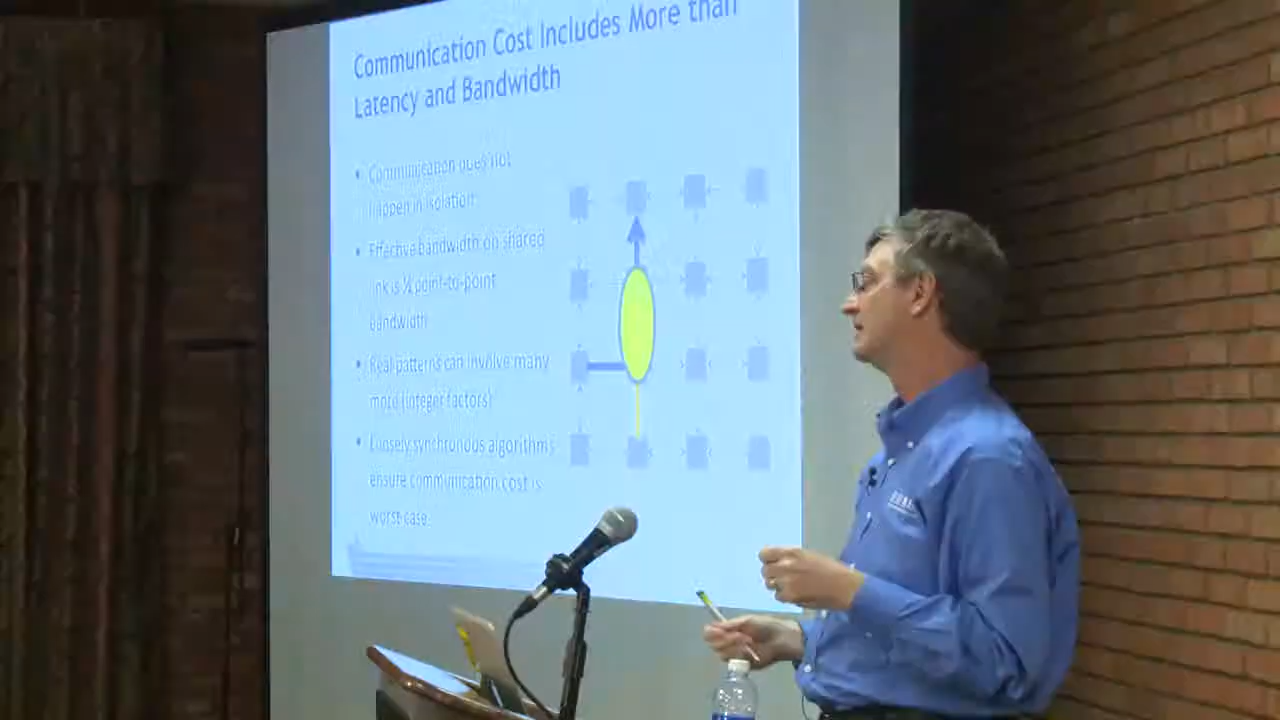 Communication Cost Includes More than
Latency and Bandwidth
• Communication does not
happen in isolation
• Effective bandwidth on shared
link is ½ point-to-point
bandwidth
• Real patterns can involve many
more (integer factors)
• Loosely synchronous algorithms
ensure communication cost is
worst case.